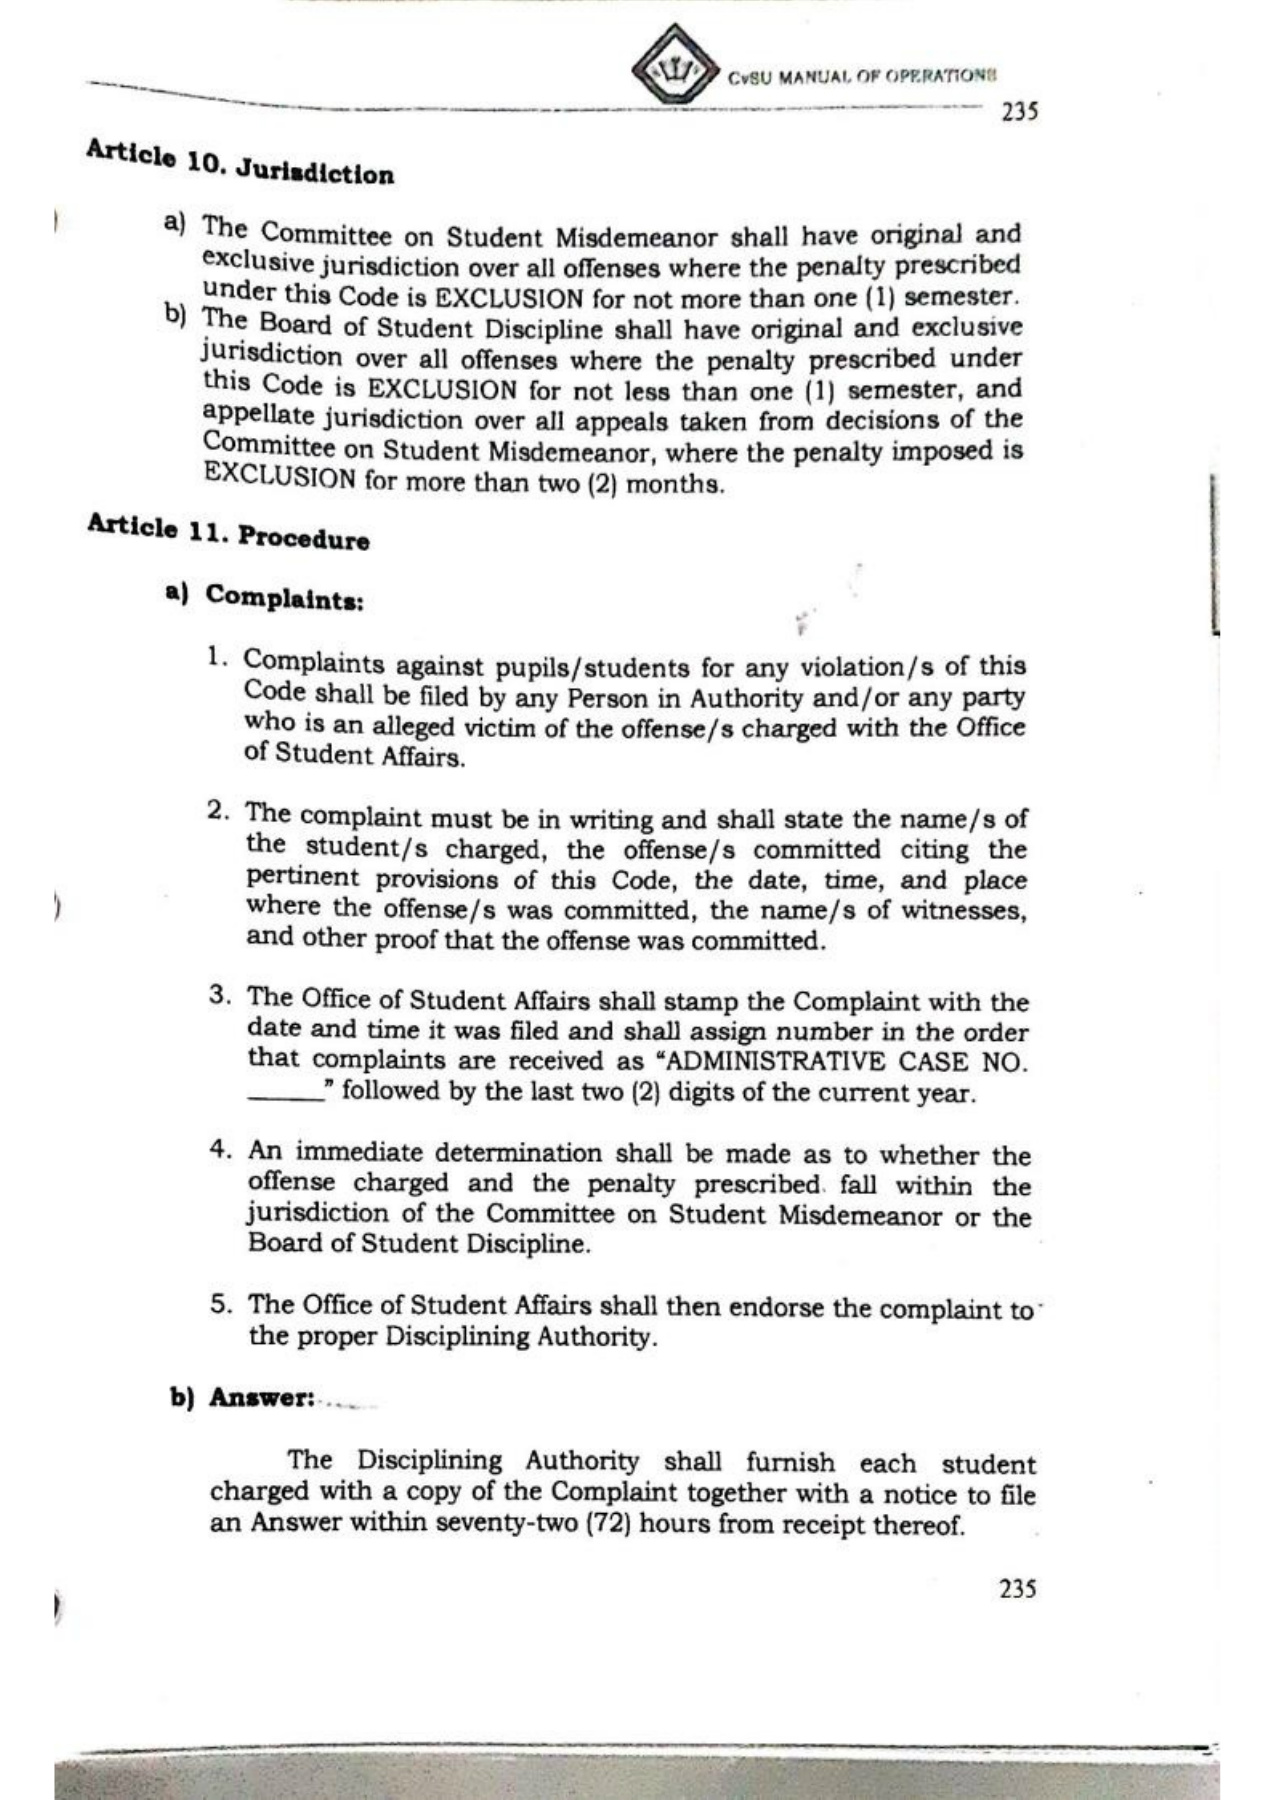 CvSU MANUAL OF OPERATIONS
235
Article 10. Jurisdiction
a) The Committee on Student Misdemeanor shall have original and
exclusive jurisdiction over all offenses where the penalty prescribed
under this Code is EXCLUSION for not more than one (1) semester.
b) The Board of Student Discipline shall have original and exclusive
jurisdiction over all offenses where the penalty prescribed under
this Code is EXCLUSION for not less than one (1) semester, and
appellate jurisdiction over all appeals taken from decisions of the
Committee on Student Misdemeanor, where the penalty imposed is
EXCLUSION for more than two (2) months.
Article 11. Procedure
a) Complaints:
1. Complaints against pupils/students for any violation/s of this
Code shall be filed by any Person in Authority and/or any party
who is an alleged victim of the offense/s charged with the Office
of Student Affairs.
2. The complaint must be in writing and shall state the name/s of
the student/s charged, the offense/s committed citing the
pertinent provisions of this Code, the date, time, and place
where the offense/s was committed, the name/s of witnesses,
and other proof that the offense was committed.
3. The Office of Student Affairs shall stamp the Complaint with the
date and time it was filed and shall assign number in the order
that complaints are received as “ADMINISTRATIVE CASE NO.
______” followed by the last two (2) digits of the current year.
4. An immediate determination shall be made as to whether the
offense charged and the penalty prescribed fall within the
jurisdiction of the Committee on Student Misdemeanor or the
Board of Student Discipline.
5. The Office of Student Affairs shall then endorse the complaint to
the proper Disciplining Authority.
b) Answer:
The Disciplining Authority shall furnish each student
charged with a copy of the Complaint together with a notice to file
an Answer within seventy-two (72) hours from receipt thereof.
235